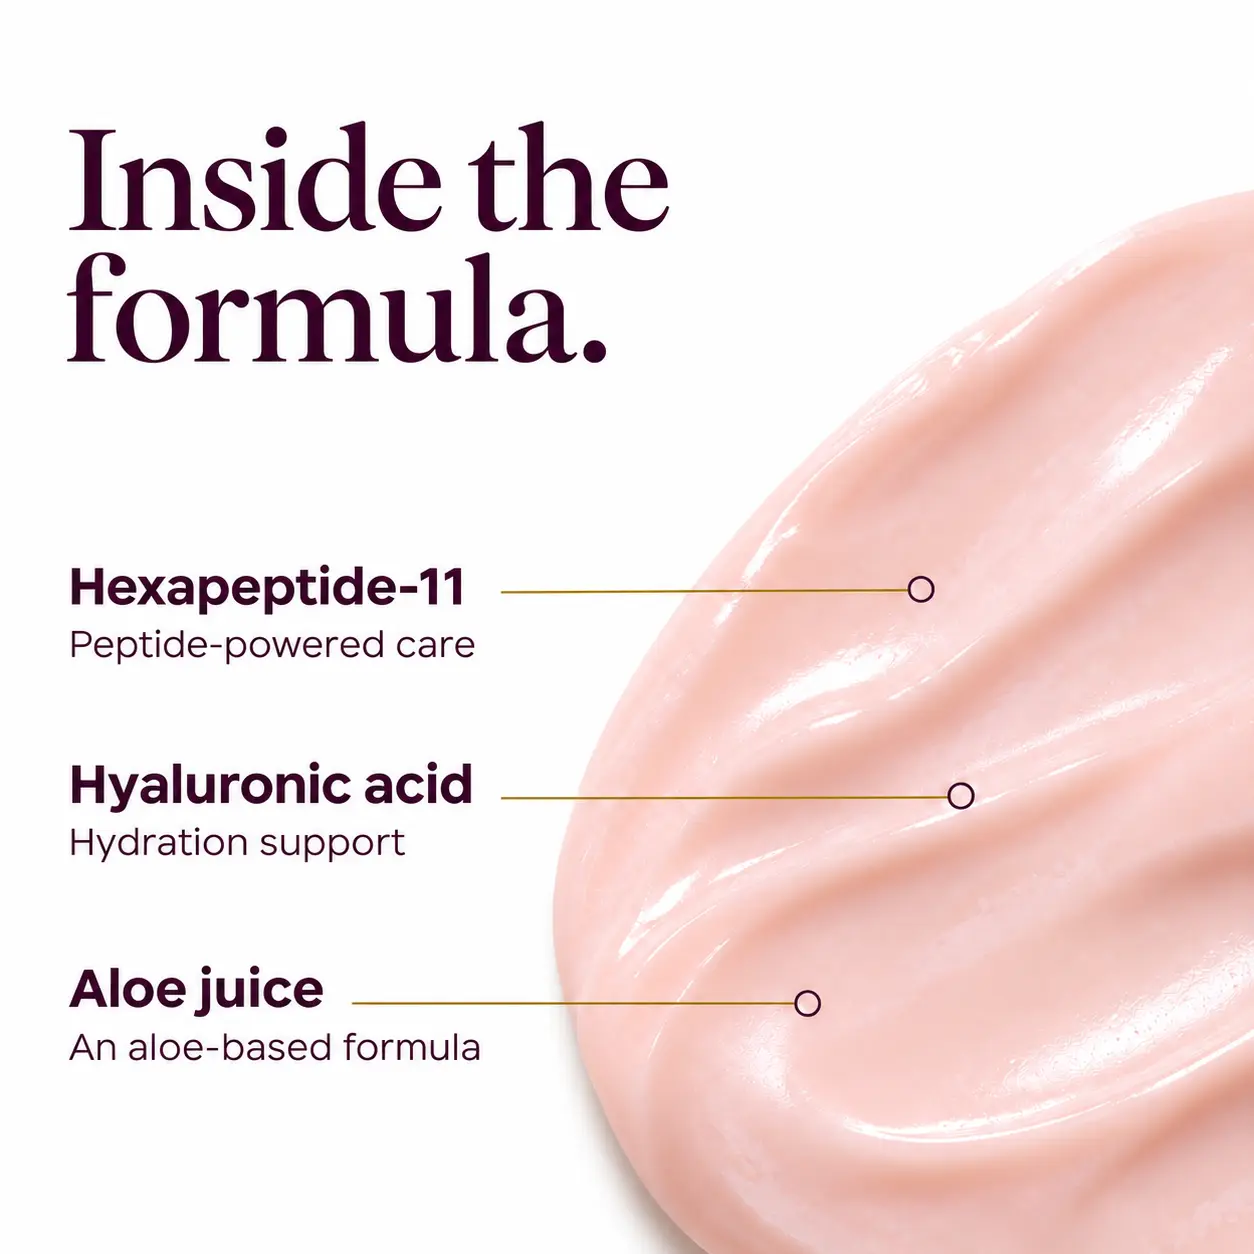 Inside the
formula.
Hexapeptide-11
Peptide-powered care
Hyaluronic acid
Hydration support
Aloe juice
An aloe-based formula